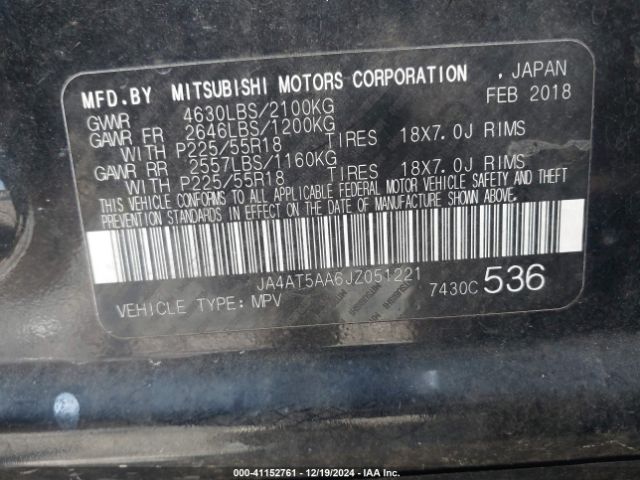 MFD.BY MITSUBISHI MOTORS CORPORATION , JAPAN
GVWR 4630LBS/2100KG FEB 2018
GAWR FR 2646LBS/1200KG
WITH P225/55R18 TIRES 18X7.0J RIMS
GAWR RR 2557LBS/1160KG
WITH P225/55R18 TIRES 18X7.0J RIMS
THIS VEHICLE CONFORMS TO ALL APPLICABLE FEDERAL MOTOR VEHICLE SAFETY AND THEFT
PREVENTION STANDARDS IN EFFECT ON THE DATE OF MANUFACTURE SHOWN ABOVE.
JA4AT5AA6JZ051221
VEHICLE TYPE: MPV 7430C 536
000-41152761 - 12/19/2024 - IAA Inc.